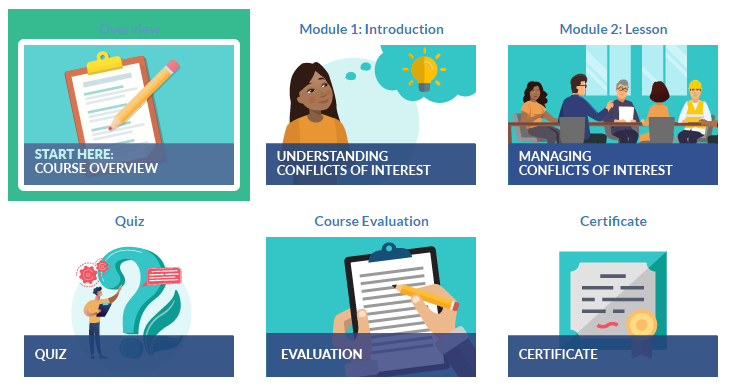 Overview
Module 1: Introduction
Module 2: Lesson
START HERE:
COURSE OVERVIEW
UNDERSTANDING
CONFLICTS OF INTEREST
MANAGING
CONFLICTS OF INTEREST
Quiz
Course Evaluation
Certificate
QUIZ
EVALUATION
CERTIFICATE